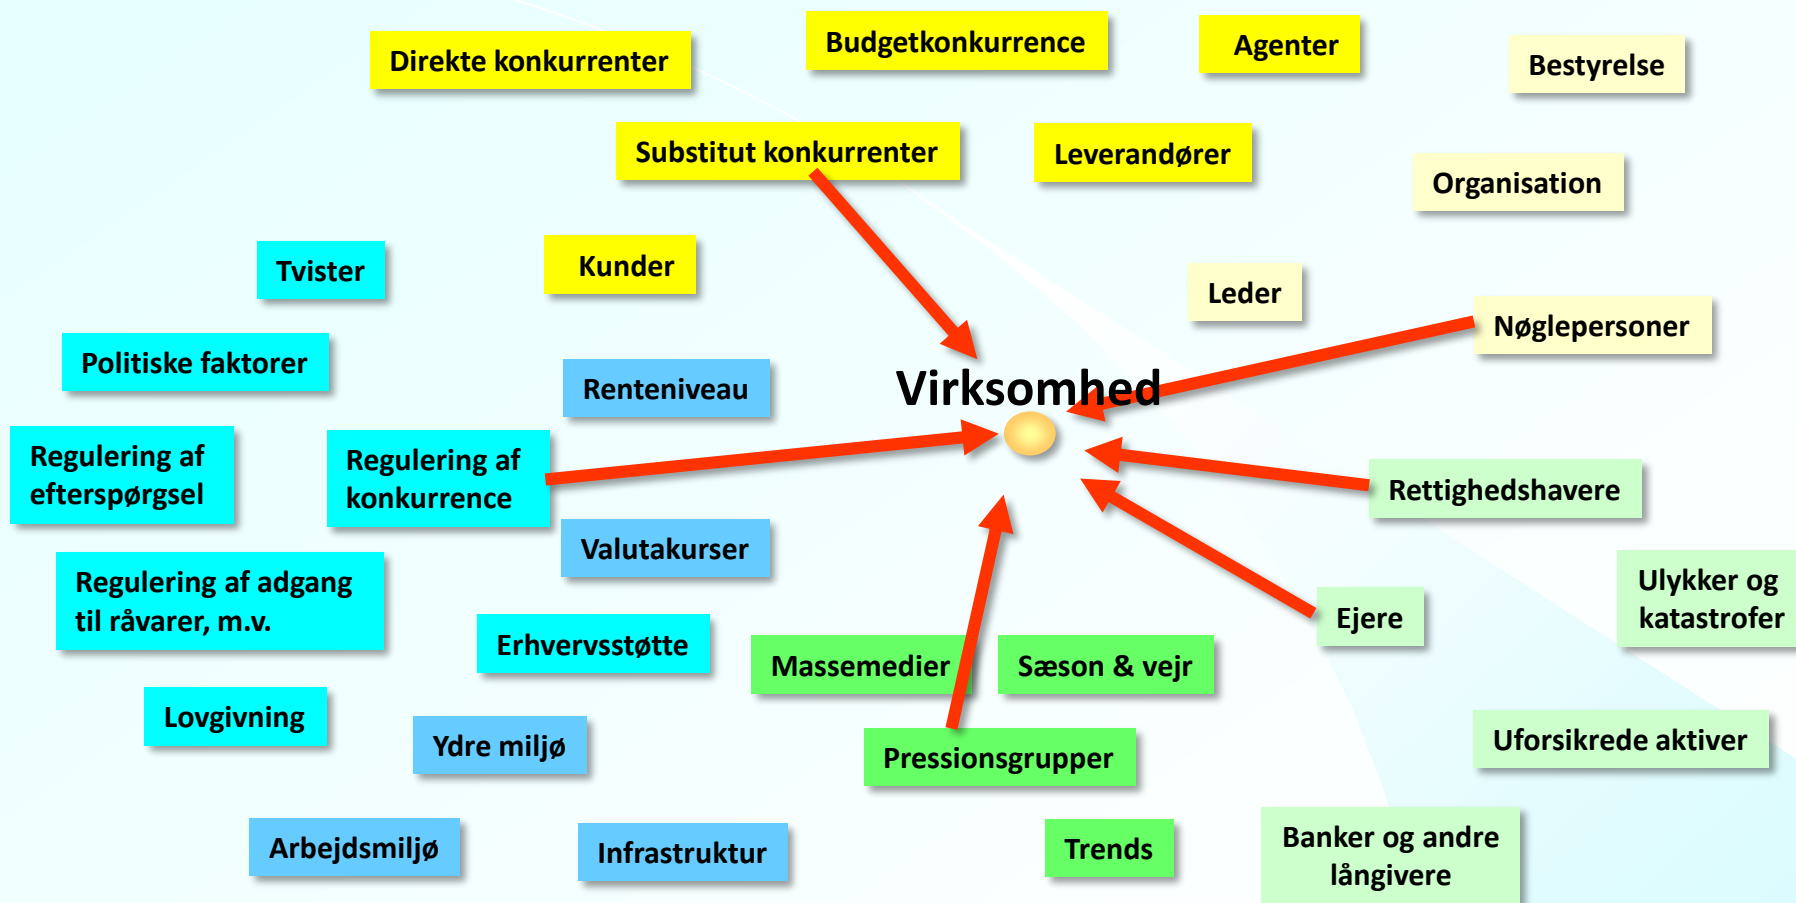 Direkte konkurrenter
Budgetkonkurrence
Agenter
Bestyrelse
Substitut konkurrenter
Leverandører
Organisation
Tvister
Kunder
Leder
Nøglepersoner
Politiske faktorer
Renteniveau
Virksomhed
Regulering af
efterspørgsel
Regulering af
konkurrence
Rettighedshavere
Valutakurser
Regulering af adgang
til råvarer, m.v.
Ejere
Ulykker og
katastrofer
Erhvervsstøtte
Massemedier
Sæson & vejr
Lovgivning
Ydre miljø
Pressionsgrupper
Uforsikrede aktiver
Arbejdsmiljø
Infrastruktur
Trends
Banker og andre
långivere